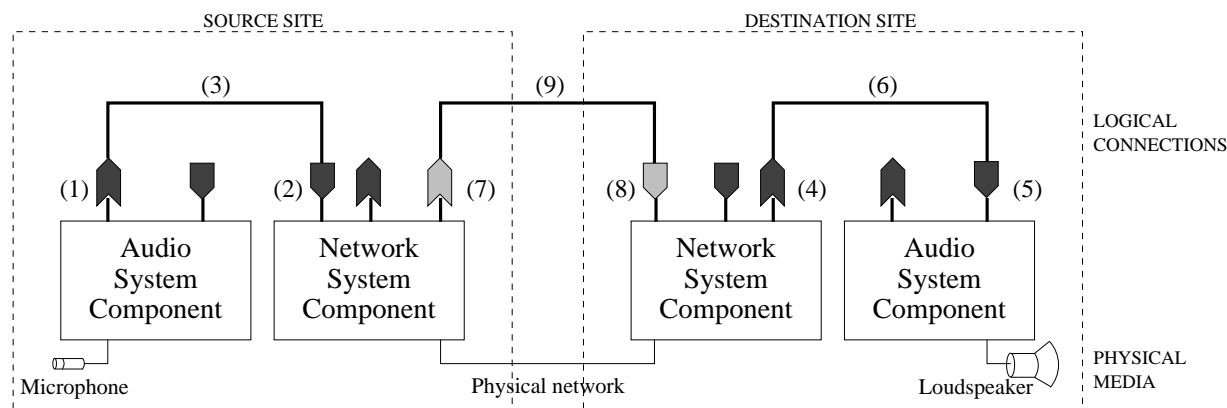 SOURCE SITE
DESTINATION SITE
(3)
(9)
(6)
LOGICAL
CONNECTIONS
(1)
(2)
(7)
(8)
(4)
(5)
Audio
System
Component
Network
System
Component
Network
System
Component
Audio
System
Component
Microphone
Physical network
Loudspeaker
PHYSICAL
MEDIA